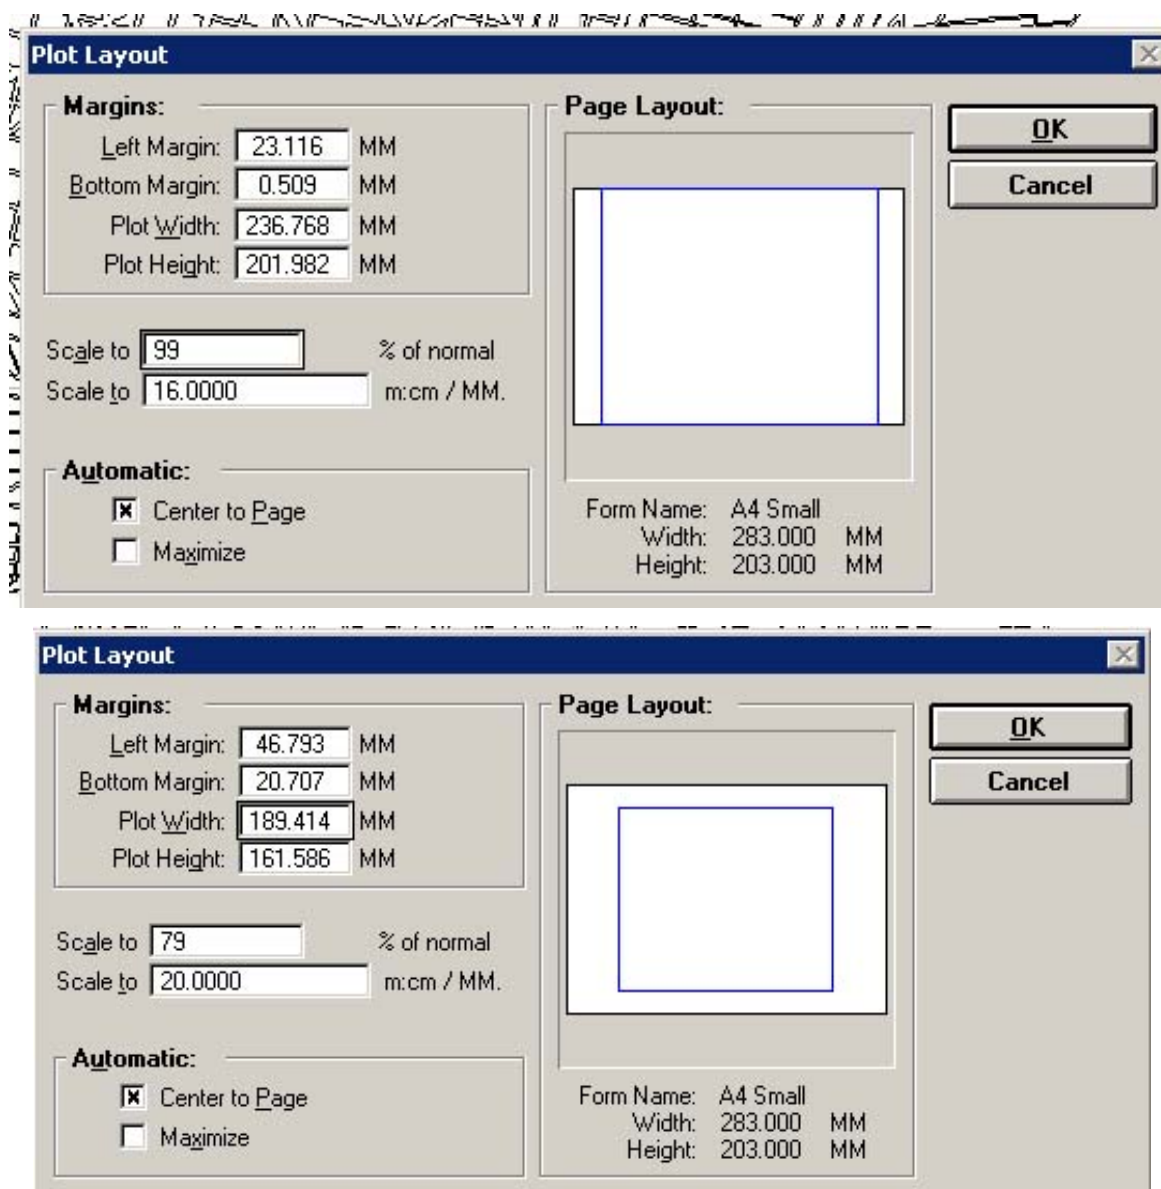 Plot Layout
Margins:
Left Margin: 23.116 MM
Bottom Margin: 0.509 MM
Plot Width: 236.768 MM
Plot Height: 201.982 MM
Scale to 99 % of normal
Scale to 16.0000 m:cm / MM.
Automatic:
Center to Page
Maximize
Page Layout:
Form Name: A4 Small
Width: 283.000 MM
Height: 203.000 MM
OK
Cancel
Plot Layout
Margins:
Left Margin: 46.793 MM
Bottom Margin: 20.707 MM
Plot Width: 189.414 MM
Plot Height: 161.586 MM
Scale to 79 % of normal
Scale to 20.0000 m:cm / MM.
Automatic:
Center to Page
Maximize
Page Layout:
Form Name: A4 Small
Width: 283.000 MM
Height: 203.000 MM
OK
Cancel